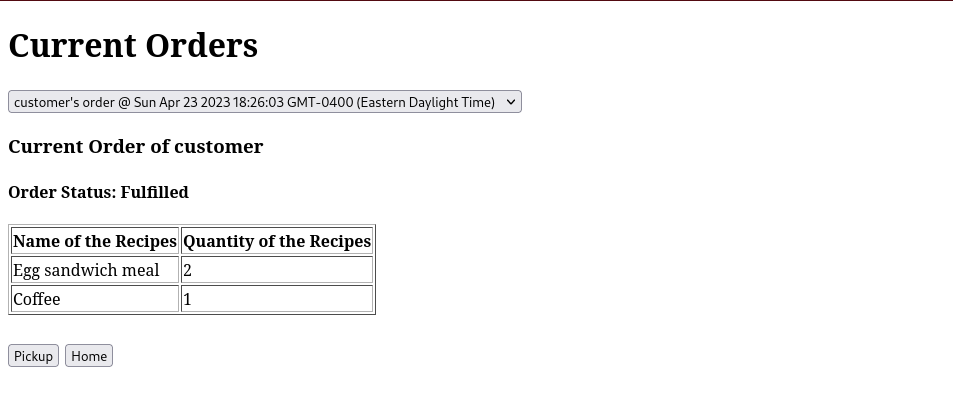 Current Orders
customer's order @ Sun Apr 23 2023 18:26:03 GMT-0400 (Eastern Daylight Time)
Current Order of customer
Order Status: Fulfilled
Name of the Recipes Quantity of the Recipes
Egg sandwich meal 2
Coffee 1
Pickup Home